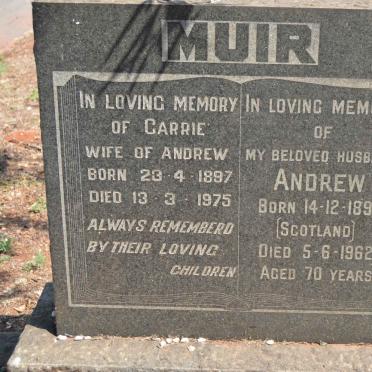 MUIR
IN LOVING MEMORY
OF CARRIE
WIFE OF ANDREW
BORN 23-4-1897
DIED 13-3-1975
ALWAYS REMEMBERD
BY THEIR LOVING
CHILDREN
IN LOVING MEMO
OF
MY BELOVED HUSB
ANDREW
BORN 14-12-189
(SCOTLAND)
DIED 5-6-1962
AGED 70 YEARS